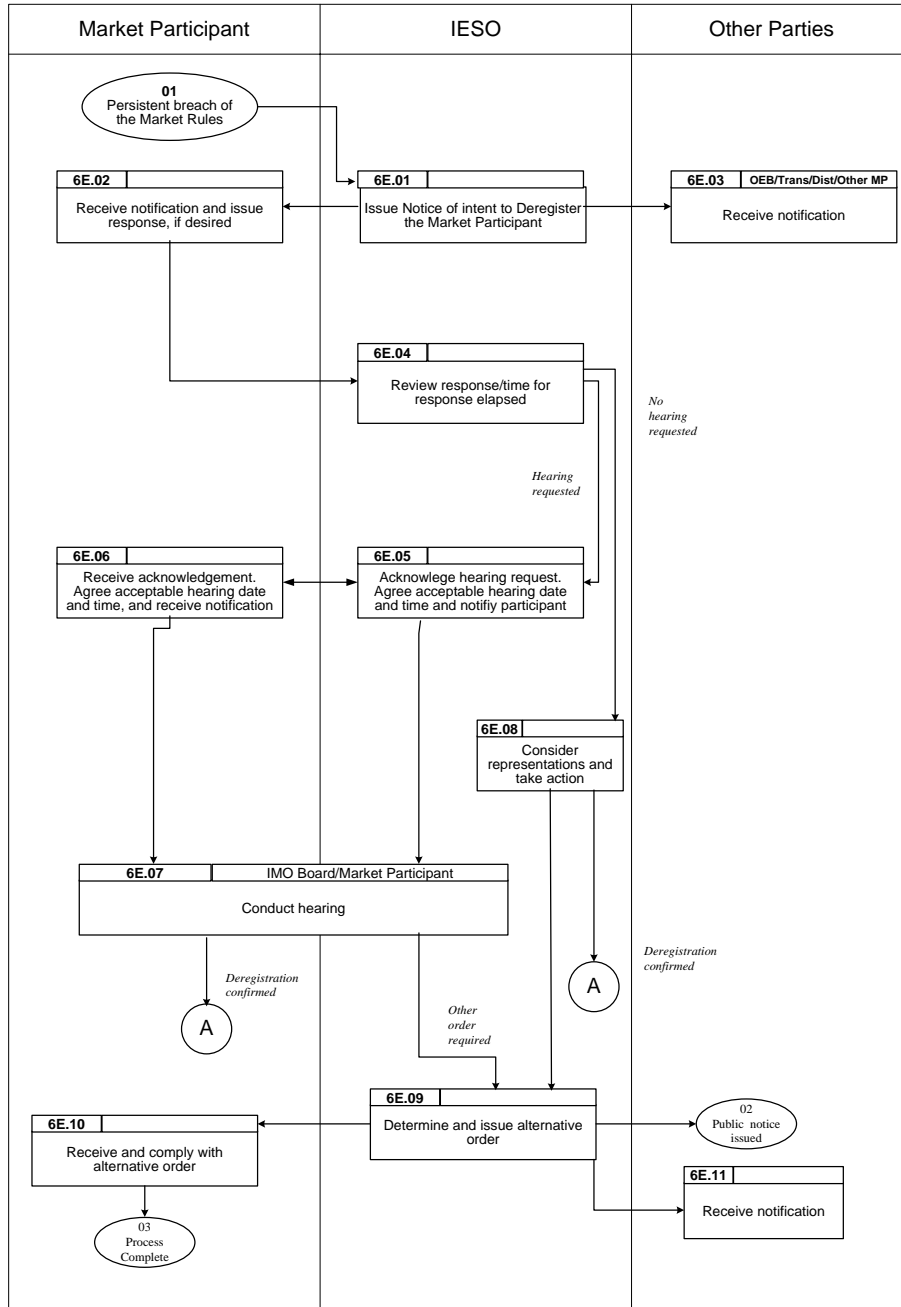 Market Participant
IESO
Other Parties
01
Persistent breach of
the Market Rules
6E.02
Receive notification and issue
response, if desired
6E.01
Issue Notice of intent to Deregister
the Market Participant
6E.03
OEB/Trans/Dist/Other MP
Receive notification
6E.04
Review response/time for
response elapsed
No
hearing
requested
Hearing
requested
6E.06
Receive acknowledgement.
Agree acceptable hearing date
and time, and receive notification
6E.05
Acknowlege hearing request.
Agree acceptable hearing date
and time and notifiy participant
6E.08
Consider
representations and
take action
6E.07
IMO Board/Market Participant
Conduct hearing
Deregistration
confirmed
A
Other
order
required
Deregistration
confirmed
A
6E.09
Determine and issue alternative
order
6E.10
Receive and comply with
alternative order
02
Public notice
issued
6E.11
Receive notification
03
Process
Complete